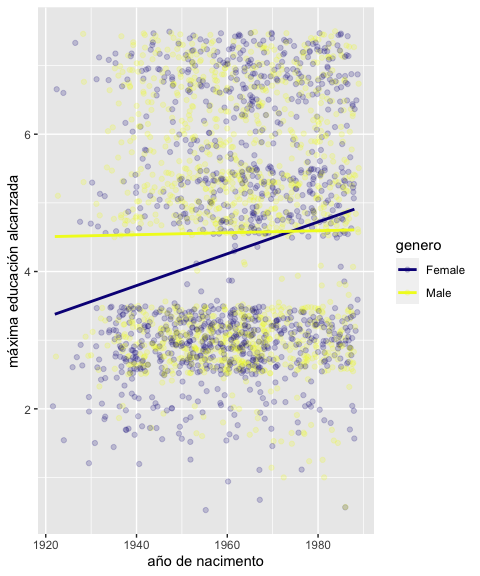 6
4
2
máxima educación alcanzada
1920 1940 1960 1980
año de nacimento
genero
Female
Male